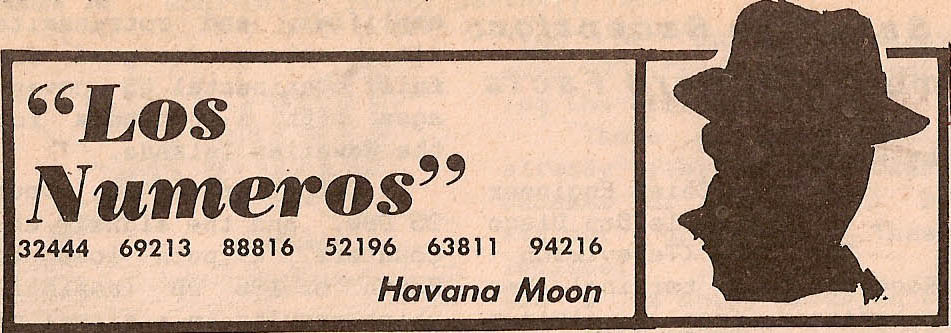 “Los
Numeros”
32444 69213 88816 52196 63811 94216
Havana Moon